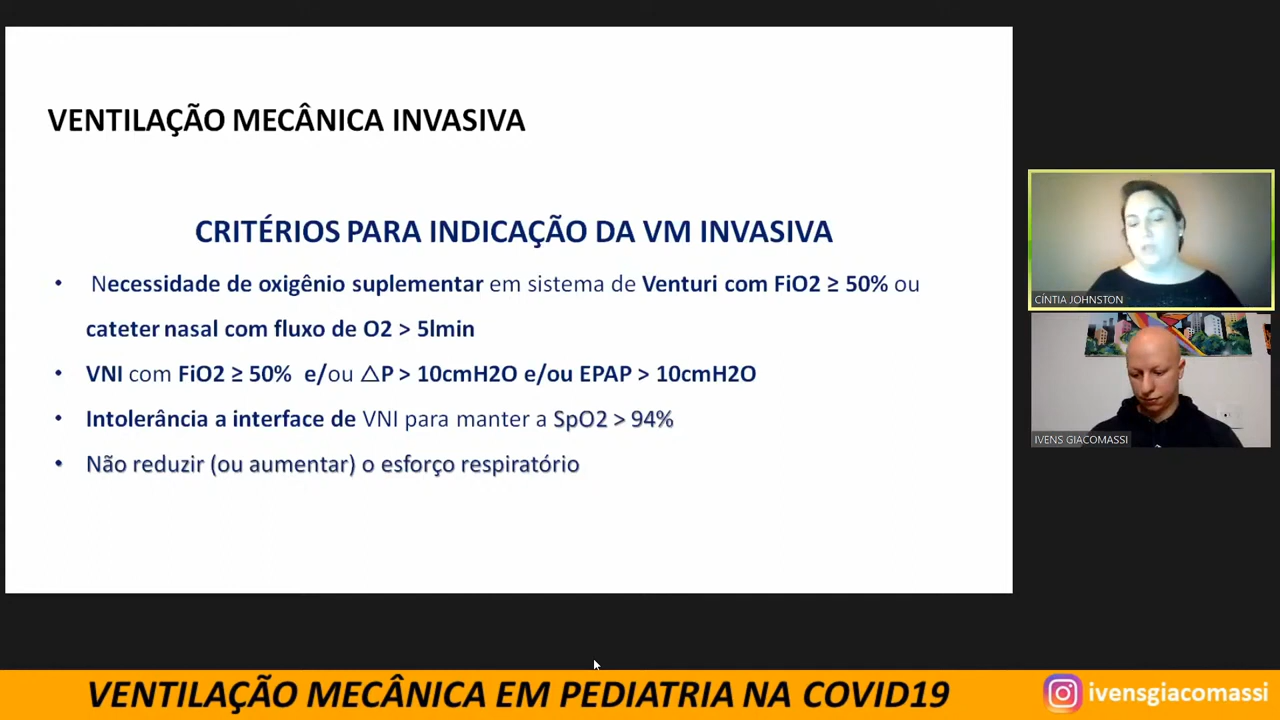 VENTILAÇÃO MECÂNICA INVASIVA
CRITÉRIOS PARA INDICAÇÃO DA VM INVASIVA
• Necessidade de oxigênio suplementar em sistema de Venturi com FiO2 ≥ 50% ou
cateter nasal com fluxo de O2 > 5lmin
• VNI com FiO2 ≥ 50% e/ou △P > 10cmH2O e/ou EPAP > 10cmH2O
• Intolerância a interface de VNI para manter a SpO2 > 94%
• Não reduzir (ou aumentar) o esforço respiratório
CÍNTIA JOHNSTON
IVENS GIACOMASSI
VENTILAÇÃO MECÂNICA EM PEDIATRIA NA COVID19
ivensgiacomassi